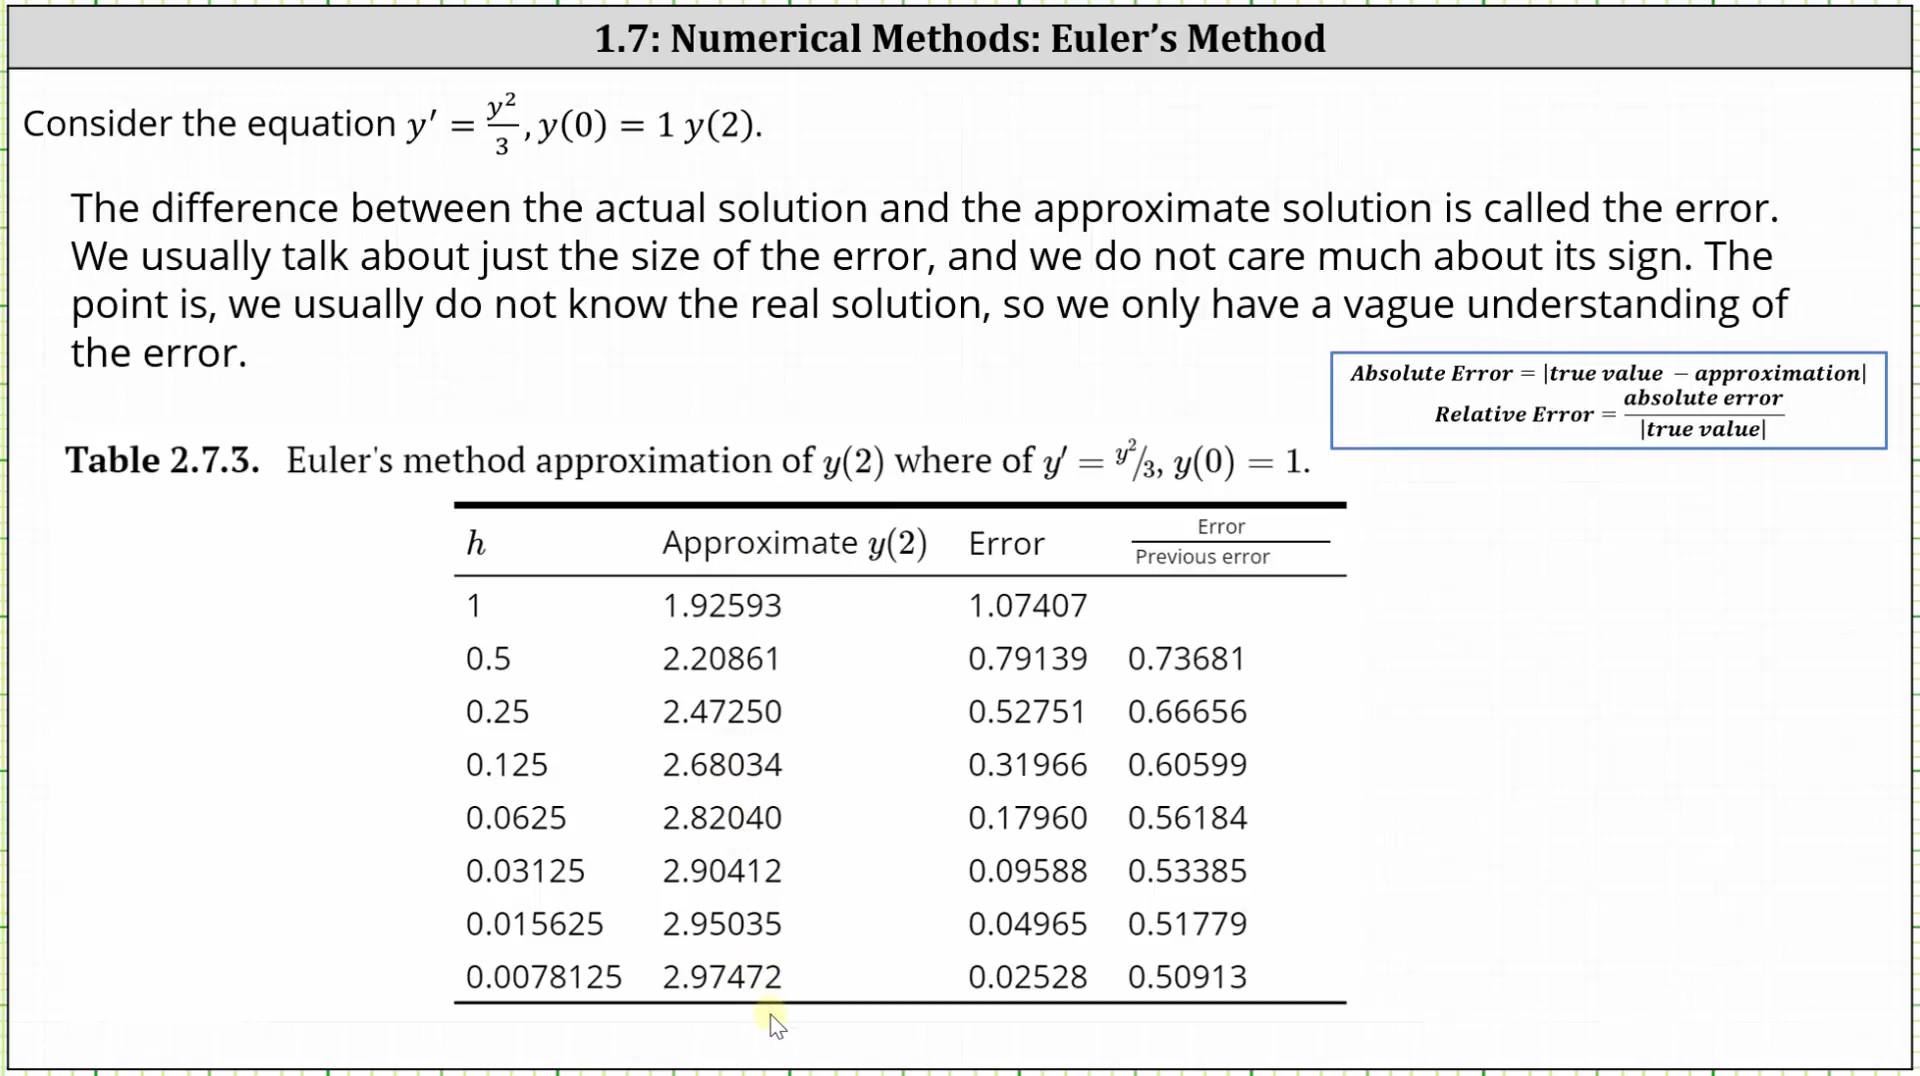 1.7: Numerical Methods: Euler’s Method
Consider the equation y′ = y²/3, y(0) = 1 y(2).
The difference between the actual solution and the approximate solution is called the error.
We usually talk about just the size of the error, and we do not care much about its sign. The
point is, we usually do not know the real solution, so we only have a vague understanding of
the error.
Absolute Error = |true value − approximation|
Relative Error = absolute error / |true value|
Table 2.7.3. Euler's method approximation of y(2) where of y′ = y²/3, y(0) = 1.
h Approximate y(2) Error Error / Previous error
1 1.92593 1.07407
0.5 2.20861 0.79139 0.73681
0.25 2.47250 0.52751 0.66656
0.125 2.68034 0.31966 0.60599
0.0625 2.82040 0.17960 0.56184
0.03125 2.90412 0.09588 0.53385
0.015625 2.95035 0.04965 0.51779
0.0078125 2.97472 0.02528 0.50913